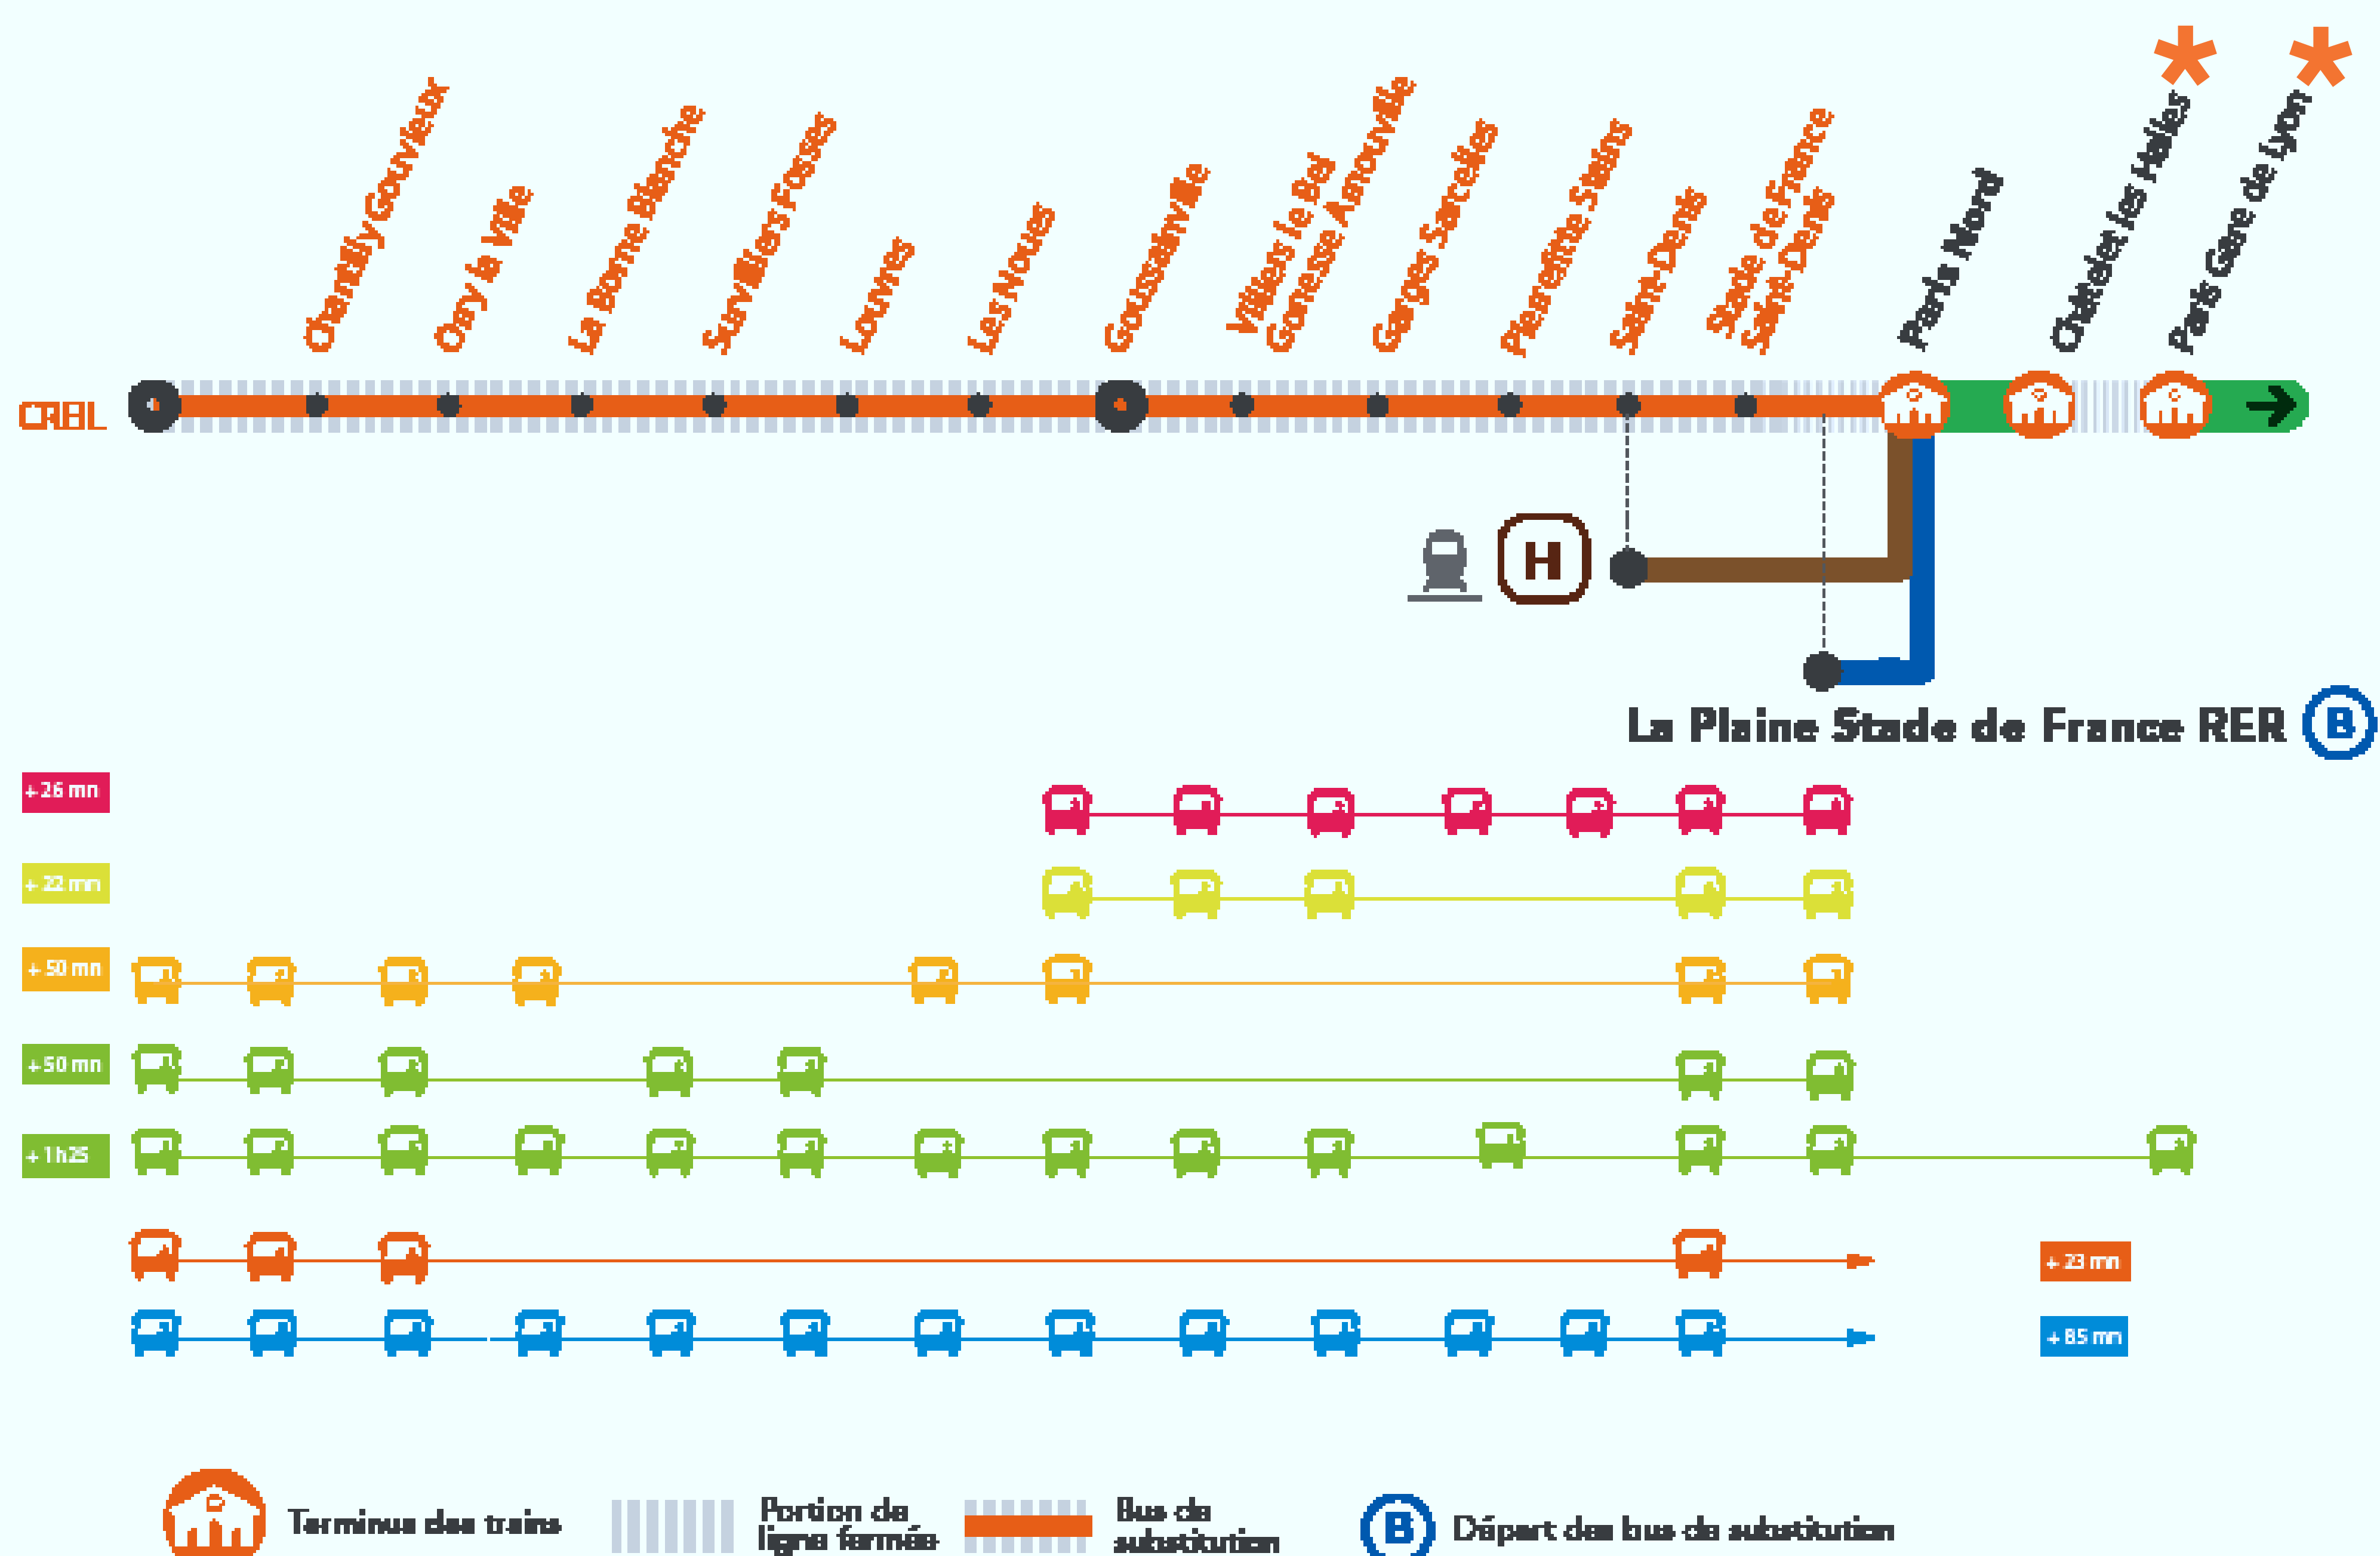 Chantilly Gouvieux
Orry la Ville
La Borne Blanche
Survilliers Fosses
Louvres
Les Noues
Goussainville
Villiers le Bel
Gonesse Arnouville
Garges Sarcelles
Pierrefitte Stains
Saint-Denis
Stade de France
Saint-Denis
Paris Nord
Châtelet les Halles
Paris Gare de Lyon
CREIL
H
La Plaine Stade de France RER B
+ 26 mn
+ 22 mn
+ 50 mn
+ 50 mn
+ 1h25
+ 23 mn
+ 85 mn
Terminus des trains
Portion de
ligne fermée
Bus de
substitution
B
Départ des bus de substitution